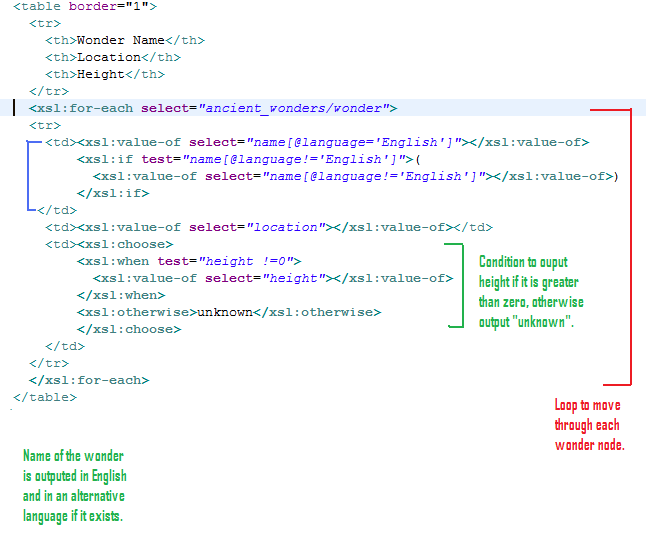 <table border="1">
<tr>
<th>Wonder Name</th>
<th>Location</th>
<th>Height</th>
</tr>
<xsl:for-each select="ancient_wonders/wonder">
<tr>
<td><xsl:value-of select="name[@language='English']"></xsl:value-of>
<xsl:if test="name[@language!='English']">(
<xsl:value-of select="name[@language!='English']"></xsl:value-of>)
</xsl:if>
</td>
<td><xsl:value-of select="location"></xsl:value-of></td>
<td><xsl:choose>
<xsl:when test="height !=0">
<xsl:value-of select="height"></xsl:value-of>
</xsl:when>
<xsl:otherwise>unknown</xsl:otherwise>
</xsl:choose>
</td>
</tr>
</xsl:for-each>
</table>
Condition to ouput
height if it is greater
than zero, otherwise
output "unknown".
Loop to move
through each
wonder node.
Name of the wonder
is outputed in English
and in an alternative
language if it exists.